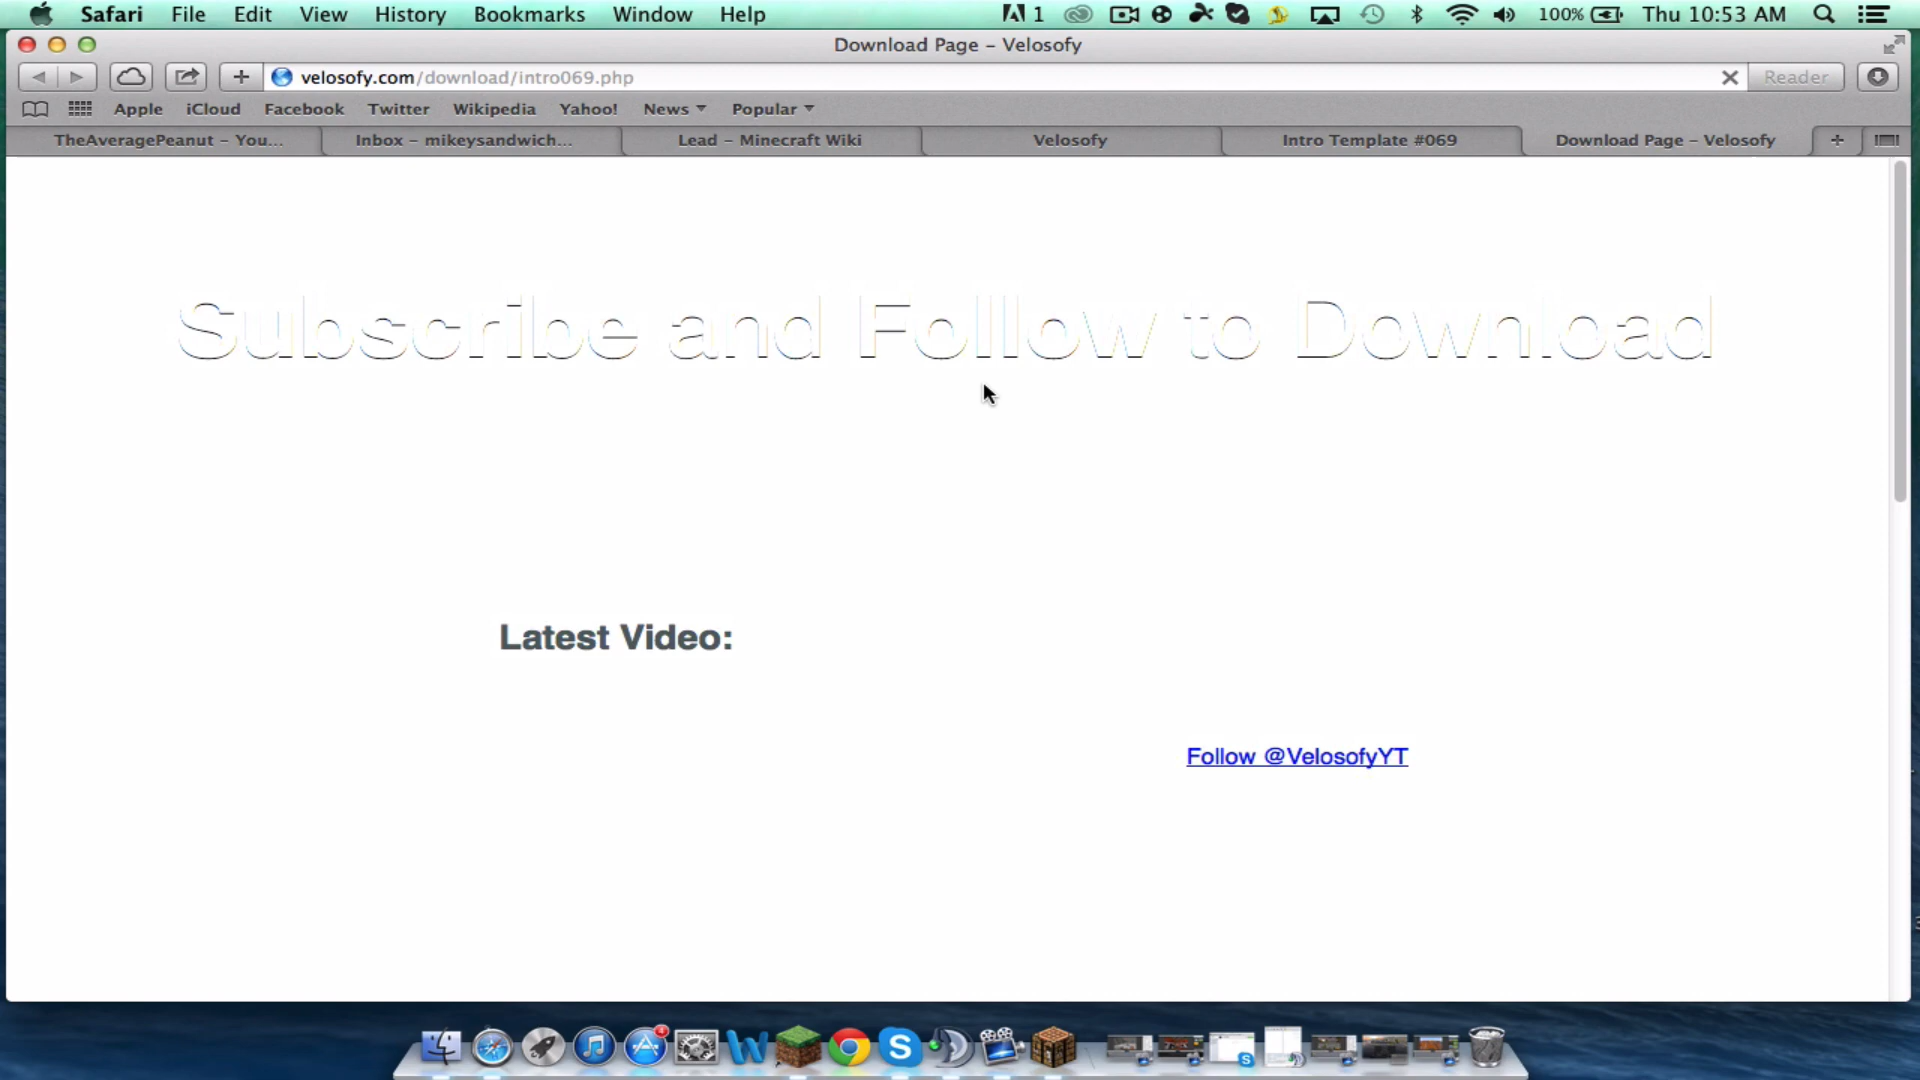 Safari File Edit View History Bookmarks Window Help 1 100% Thu 10:53 AM
Download Page – Velosofy
velosofy.com/download/intro069.php Reader
Apple iCloud Facebook Twitter Wikipedia Yahoo! News Popular
TheAveragePeanut – You... Inbox – mikeysandwich... Lead – Minecraft Wiki Velosofy Intro Template #069 Download Page – Velosofy
Subscribe and Follow to Download
Latest Video:
Follow @VelosofyYT